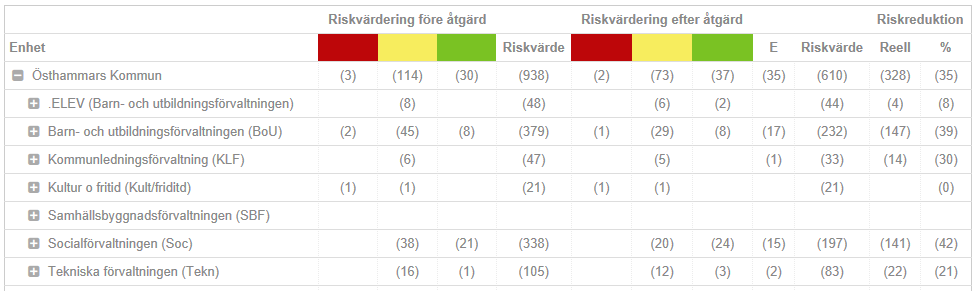 Riskvärdering före åtgärd Riskvärdering efter åtgärd Riskreduktion
Enhet Riskvärde E Riskvärde Reell %
Östhammars Kommun (3) (114) (30) (938) (2) (73) (37) (35) (610) (328) (35)
.ELEV (Barn- och utbildningsförvaltningen) (8) (48) (6) (2) (44) (4) (8)
Barn- och utbildningsförvaltningen (BoU) (2) (45) (8) (379) (1) (29) (8) (17) (232) (147) (39)
Kommunledningsförvaltning (KLF) (6) (47) (5) (1) (33) (14) (30)
Kultur o fritid (Kult/friditd) (1) (1) (21) (1) (1) (21) (0)
Samhällsbyggnadsförvaltningen (SBF)
Socialförvaltningen (Soc) (38) (21) (338) (20) (24) (15) (197) (141) (42)
Tekniska förvaltningen (Tekn) (16) (1) (105) (12) (3) (2) (83) (22) (21)